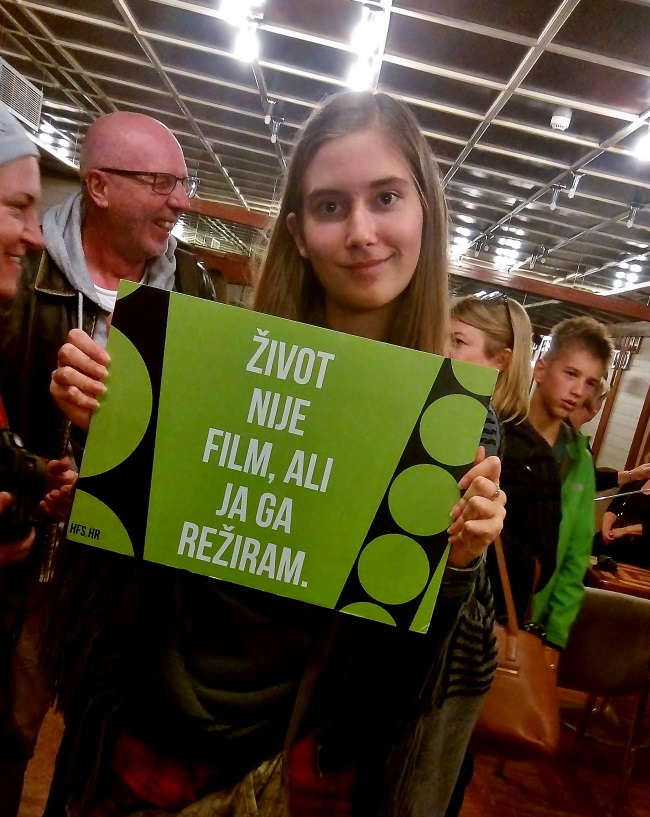 ŽIVOT
NIJE
FILM, ALI
JA GA
REŽIRAM.
HFS.HR